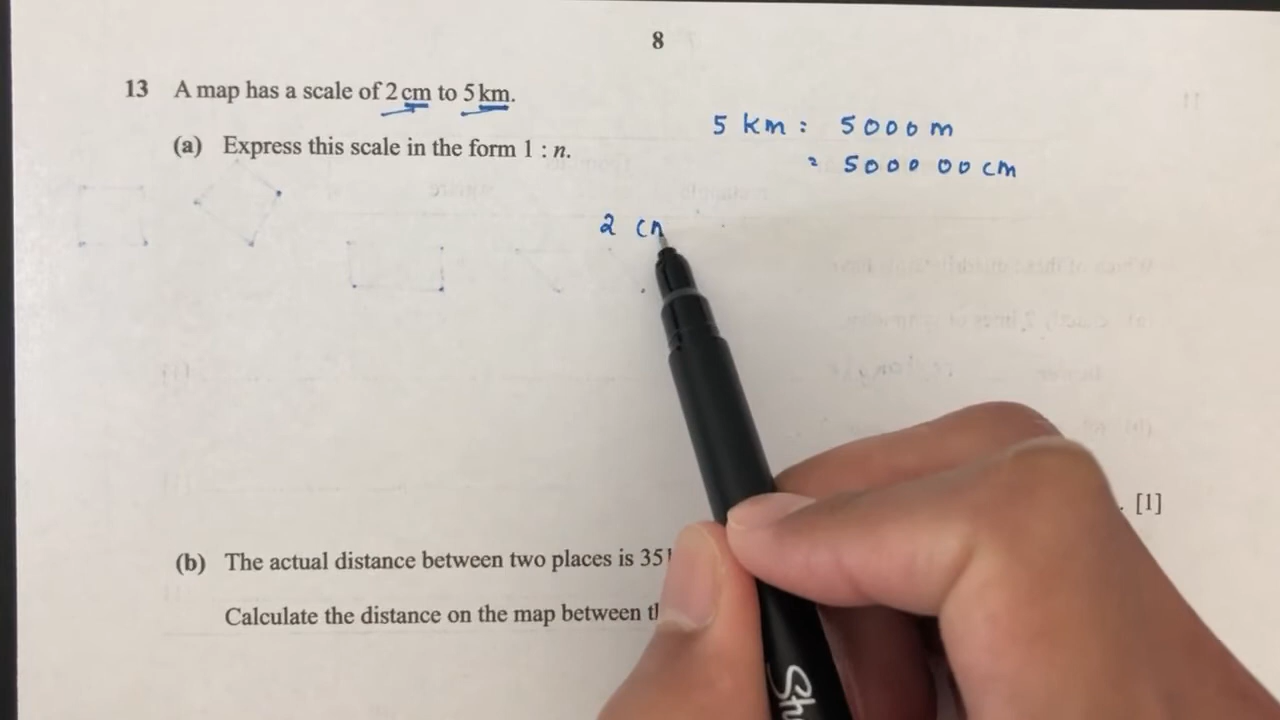 8
13 A map has a scale of 2 cm to 5 km.
5 km = 5000 m
(a) Express this scale in the form 1 : n.
= 5000 00 cm
2 cm
. [1]
(b) The actual distance between two places is 35
Calculate the distance on the map between